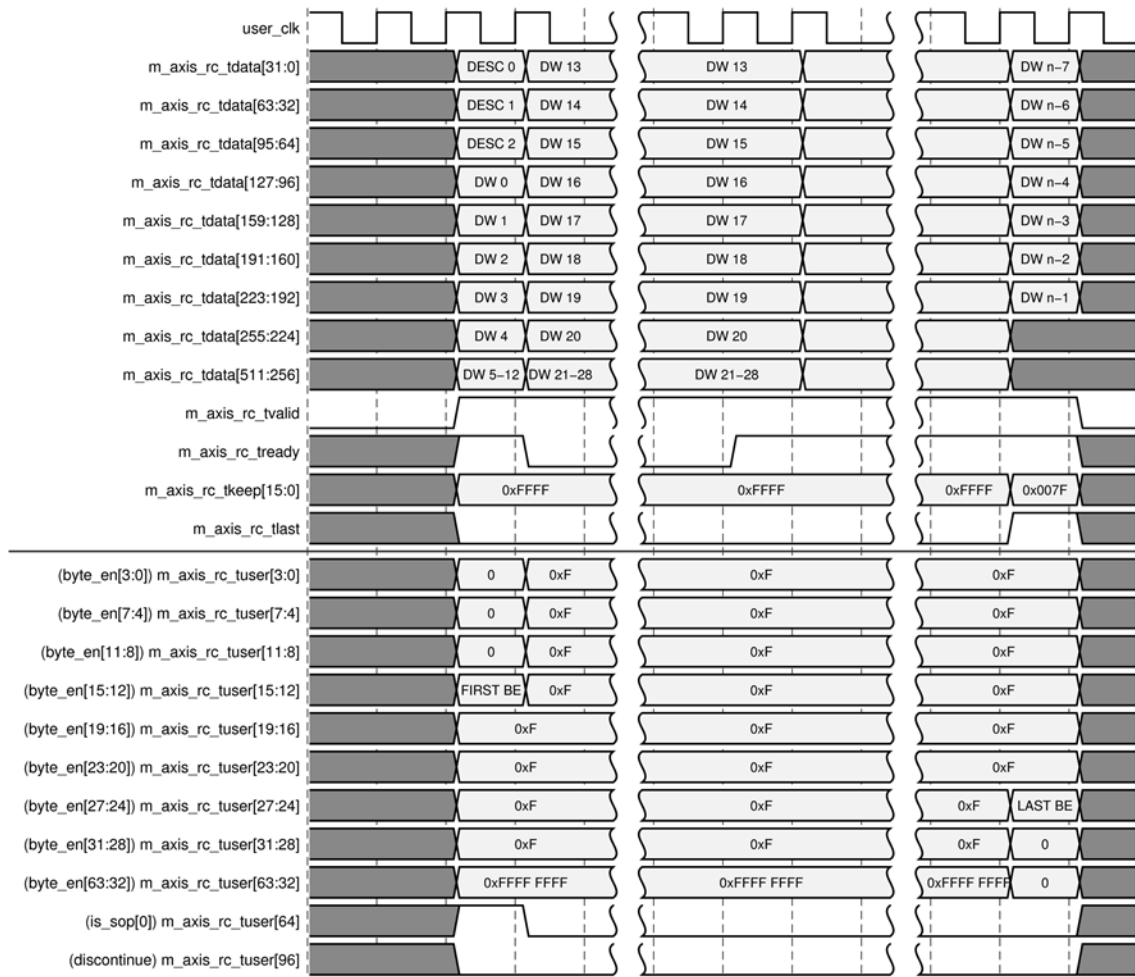 user_clk
m_axis_rc_tdata[31:0] DESC 0 DW 13 DW 13 DW n−7
m_axis_rc_tdata[63:32] DESC 1 DW 14 DW 14 DW n−6
m_axis_rc_tdata[95:64] DESC 2 DW 15 DW 15 DW n−5
m_axis_rc_tdata[127:96] DW 0 DW 16 DW 16 DW n−4
m_axis_rc_tdata[159:128] DW 1 DW 17 DW 17 DW n−3
m_axis_rc_tdata[191:160] DW 2 DW 18 DW 18 DW n−2
m_axis_rc_tdata[223:192] DW 3 DW 19 DW 19 DW n−1
m_axis_rc_tdata[255:224] DW 4 DW 20 DW 20
m_axis_rc_tdata[511:256] DW 5−12 DW 21−28 DW 21−28
m_axis_rc_tvalid
m_axis_rc_tready
m_axis_rc_tkeep[15:0] 0xFFFF 0xFFFF 0xFFFF 0x007F
m_axis_rc_tlast
(byte_en[3:0]) m_axis_rc_tuser[3:0] 0 0xF 0xF 0xF
(byte_en[7:4]) m_axis_rc_tuser[7:4] 0 0xF 0xF 0xF
(byte_en[11:8]) m_axis_rc_tuser[11:8] 0 0xF 0xF 0xF
(byte_en[15:12]) m_axis_rc_tuser[15:12] FIRST BE 0xF 0xF 0xF
(byte_en[19:16]) m_axis_rc_tuser[19:16] 0xF 0xF 0xF
(byte_en[23:20]) m_axis_rc_tuser[23:20] 0xF 0xF 0xF
(byte_en[27:24]) m_axis_rc_tuser[27:24] 0xF 0xF 0xF LAST BE
(byte_en[31:28]) m_axis_rc_tuser[31:28] 0xF 0xF 0xF 0
(byte_en[63:32]) m_axis_rc_tuser[63:32] 0xFFFF FFFF 0xFFFF FFFF 0xFFFF FFFF 0
(is_sop[0]) m_axis_rc_tuser[64]
(discontinue) m_axis_rc_tuser[96]